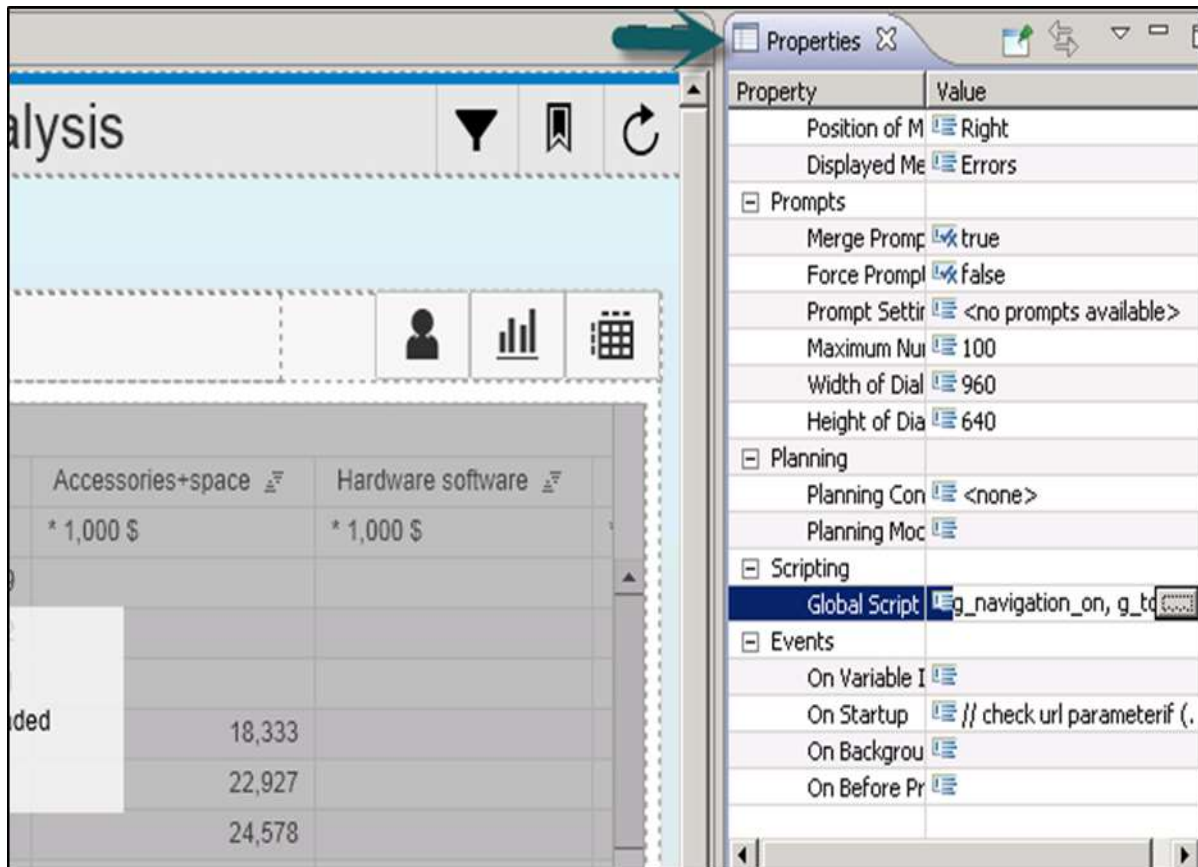 alysis
Accessories+space
Hardware software
* 1,000 $
* 1,000 $
ded
18,333
22,927
24,578
Properties
Property
Value
Position of M
Right
Displayed Me
Errors
Prompts
Merge Promp
true
Force Prompt
false
Prompt Settin
<no prompts available>
Maximum Nu
100
Width of Dial
960
Height of Dia
640
Planning
Planning Con
<none>
Planning Mod
Scripting
Global Script
g_navigation_on, g_to
Events
On Variable I
On Startup
// check url parameterif (.
On Backgrou
On Before Pr